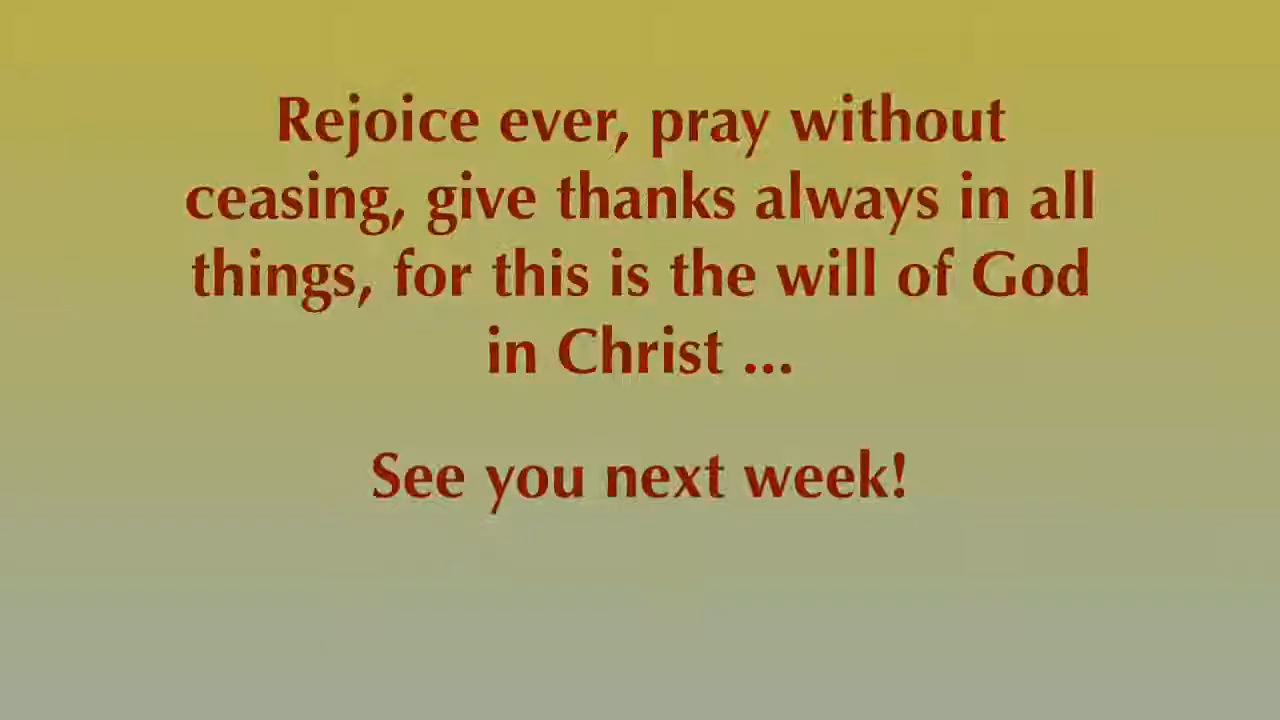 Rejoice ever, pray without
ceasing, give thanks always in all
things, for this is the will of God
in Christ ...
See you next week!